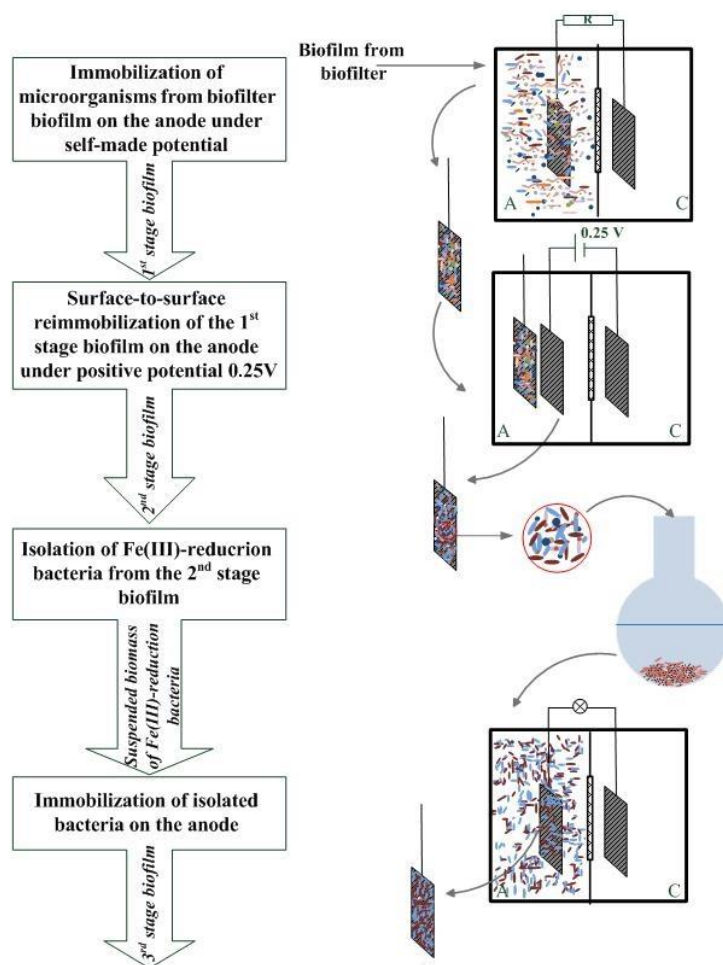 Immobilization of
microorganisms from biofilter
biofilm on the anode under
self-made potential
1st stage biofilm
Surface-to-surface
reimmobilization of the 1st
stage biofilm on the anode
under positive potential 0.25V
2nd stage biofilm
Isolation of Fe(III)-reducrion
bacteria from the 2nd stage
biofilm
Suspended biomass
of Fe(III)-reduction
bacteria
Immobilization of isolated
bacteria on the anode
3rd stage biofilm
Biofilm from
biofilter
R
A
C
0.25 V
A
C
A
C